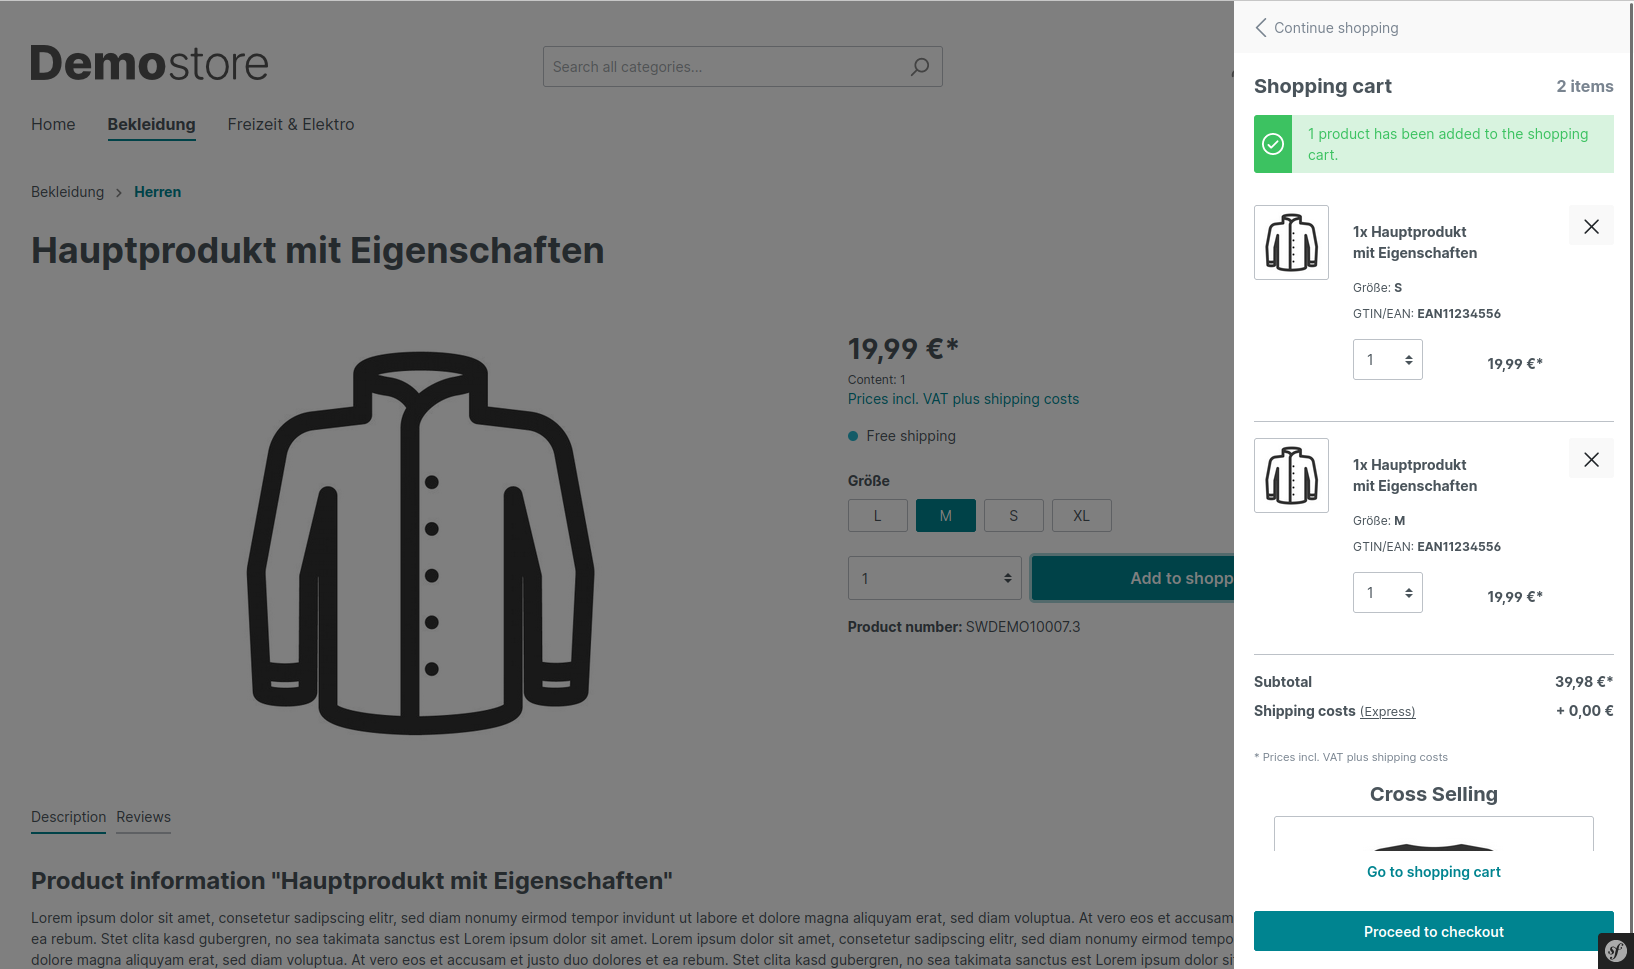 Demostore
Search all categories...
Home Bekleidung Freizeit & Elektro
Bekleidung > Herren
Hauptprodukt mit Eigenschaften
19,99 €*
Content: 1
Prices incl. VAT plus shipping costs
Free shipping
Größe
L M S XL
1 Add to shopp
Product number: SWDEMO10007.3
Description Reviews
Product information "Hauptprodukt mit Eigenschaften"
Lorem ipsum dolor sit amet, consetetur sadipscing elitr, sed diam nonumy eirmod tempor invidunt ut labore et dolore magna aliquyam erat, sed diam voluptua. At vero eos et accusam
ea rebum. Stet clita kasd gubergren, no sea takimata sanctus est Lorem ipsum dolor sit amet. Lorem ipsum dolor sit amet, consetetur sadipscing elitr, sed diam nonumy eirmod tempo
dolore magna aliquyam erat, sed diam voluptua. At vero eos et accusam et justo duo dolores et ea rebum. Stet clita kasd gubergren, no sea takimata sanctus est Lorem ipsum dolor si
Continue shopping
Shopping cart 2 items
1 product has been added to the shopping
cart.
1x Hauptprodukt
mit Eigenschaften
Größe: S
GTIN/EAN: EAN11234556
1 19,99 €*
1x Hauptprodukt
mit Eigenschaften
Größe: M
GTIN/EAN: EAN11234556
1 19,99 €*
Subtotal 39,98 €*
Shipping costs (Express) + 0,00 €
* Prices incl. VAT plus shipping costs
Cross Selling
Go to shopping cart
Proceed to checkout
sf